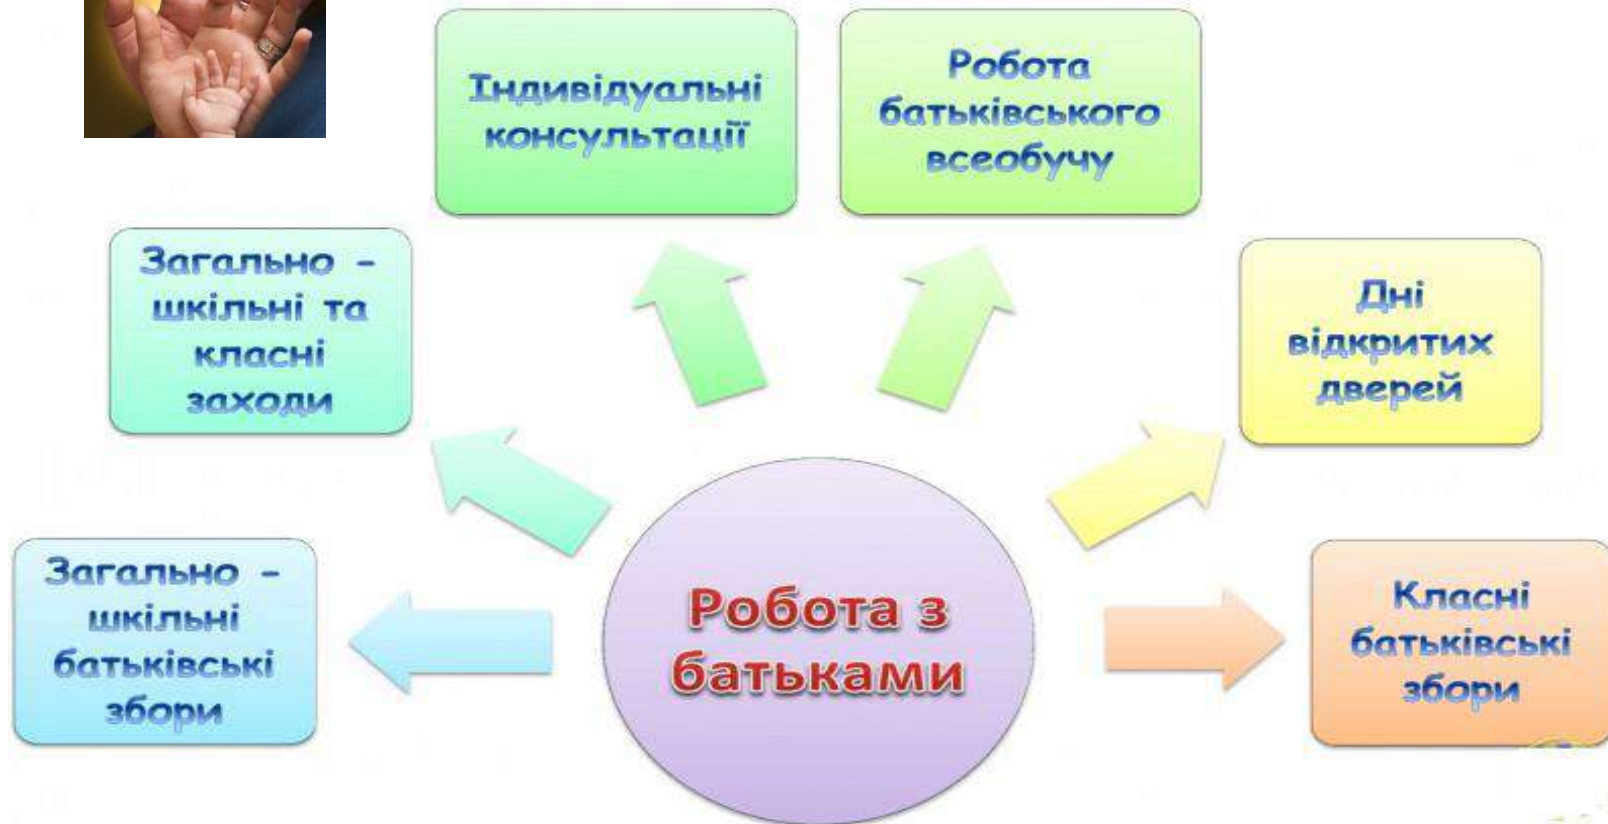 Індивідуальні
консультації
Робота
батьківського
всеобучу
Загально -
шкільні та
класні
заходи
Дні
відкритих
дверей
Загально -
шкільні
батьківські
збори
Робота з
батьками
Класні
батьківські
збори